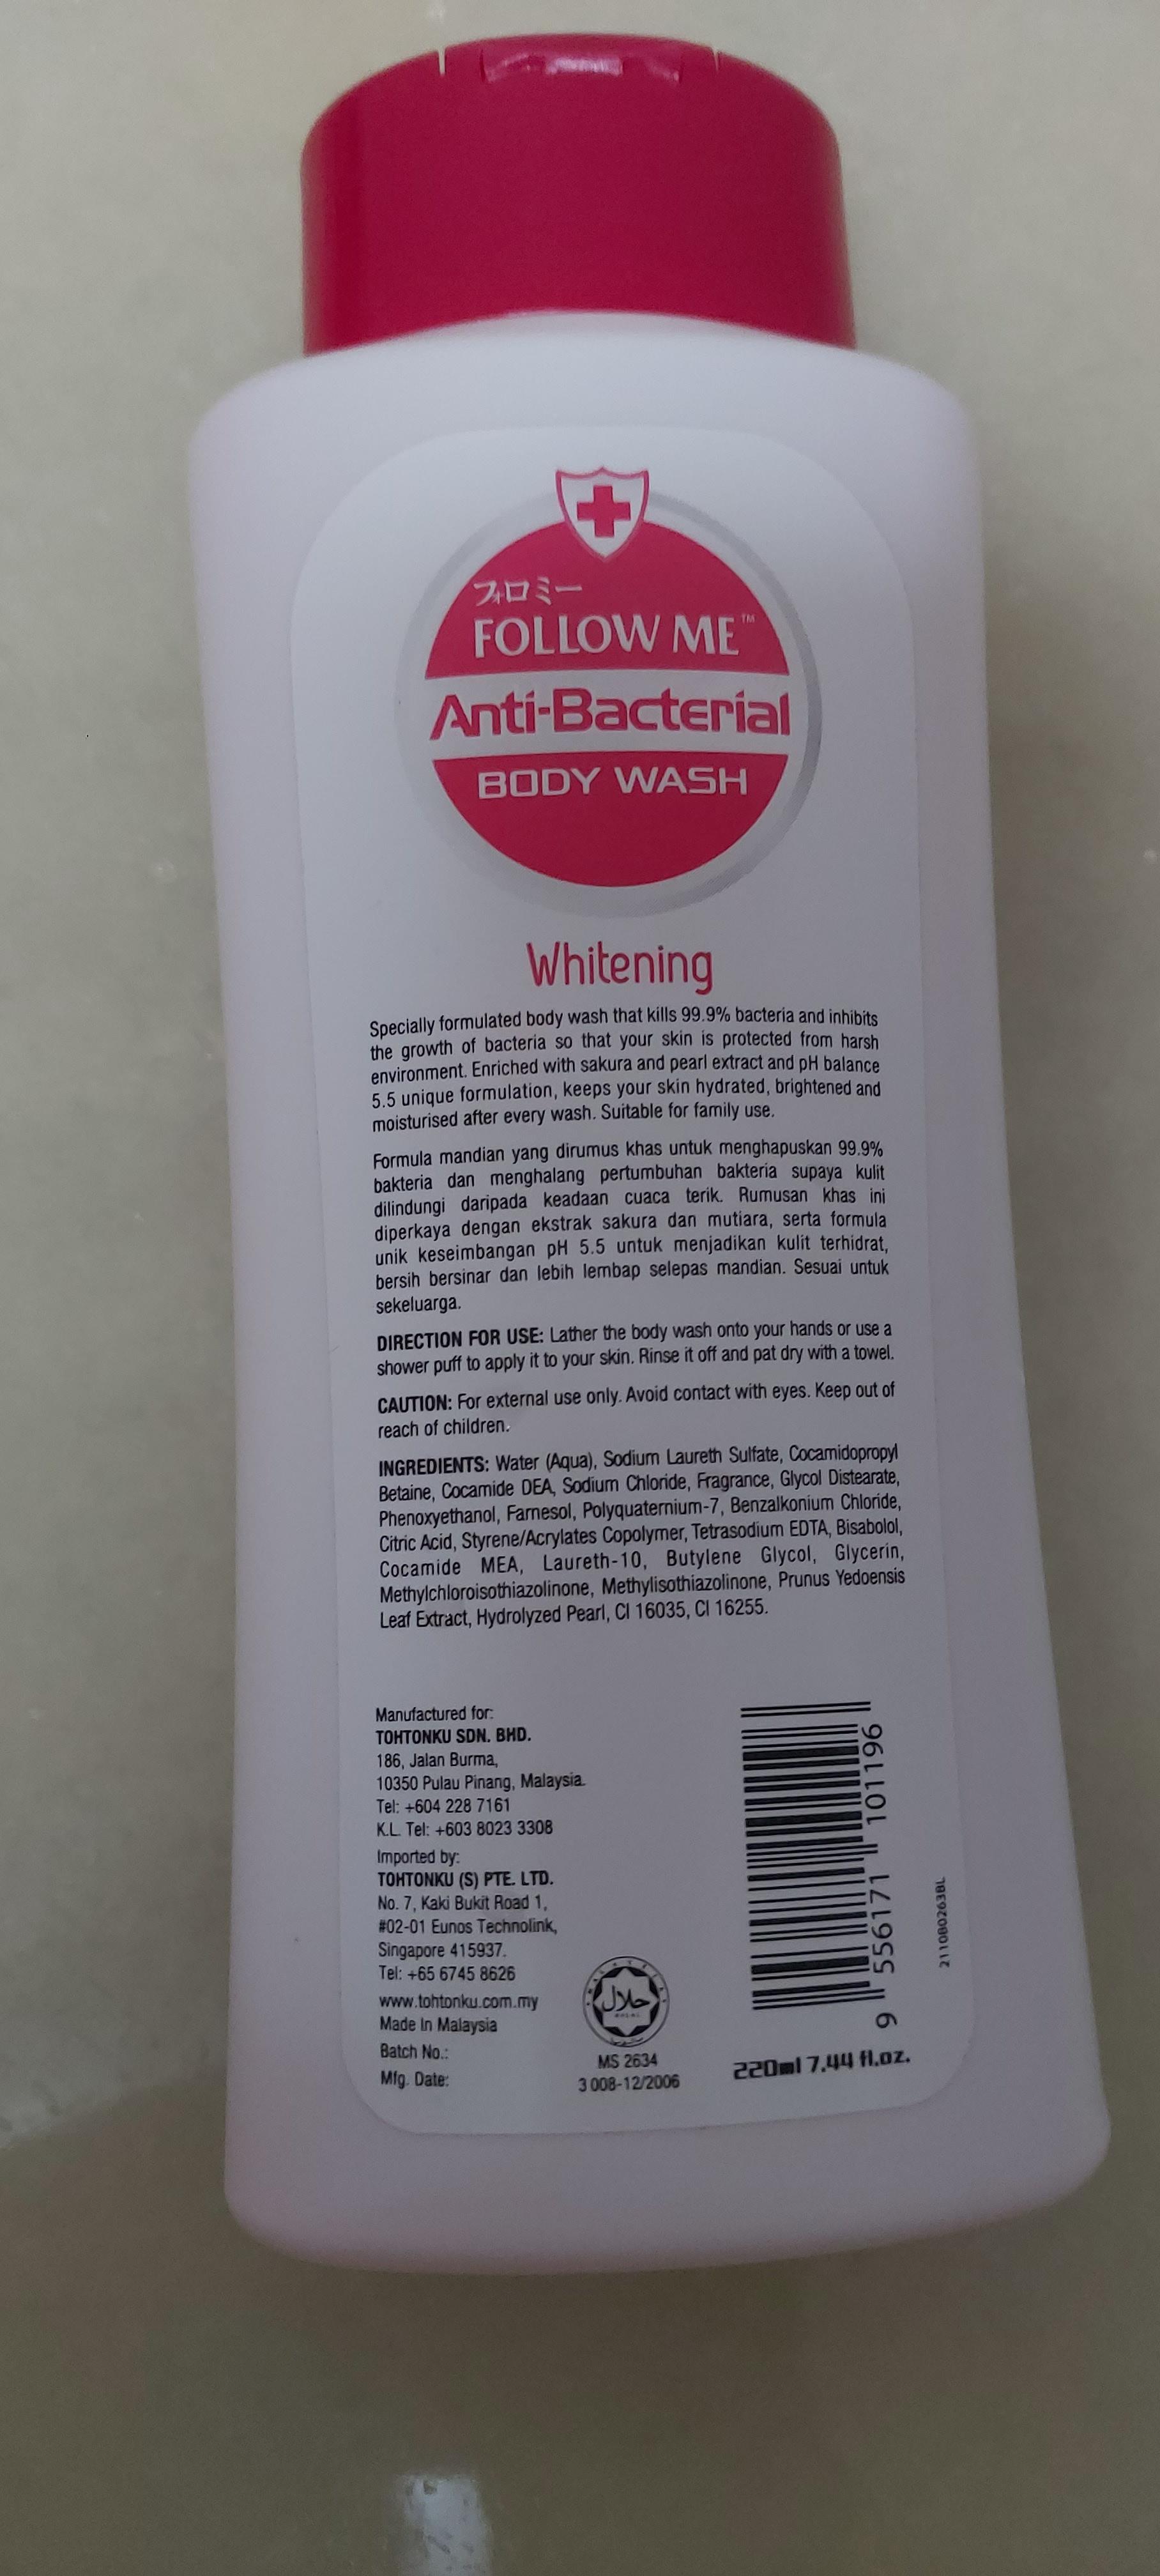 フォロミー
FOLLOW ME™
Anti-Bacterial
BODY WASH
Whitening
Specially formulated body wash that kills 99.9% bacteria and inhibits
the growth of bacteria so that your skin is protected from harsh
environment. Enriched with sakura and pearl extract and pH balance
5.5 unique formulation, keeps your skin hydrated, brightened and
moisturised after every wash. Suitable for family use.
Formula mandian yang dirumus khas untuk menghapuskan 99.9%
bakteria dan menghalang pertumbuhan bakteria supaya kulit
dilindungi daripada keadaan cuaca terik. Rumusan khas ini
diperkaya dengan ekstrak sakura dan mutiara, serta formula
unik keseimbangan pH 5.5 untuk menjadikan kulit terhidrat,
bersih bersinar dan lebih lembap selepas mandian. Sesuai untuk
sekeluarga.
DIRECTION FOR USE: Lather the body wash onto your hands or use a
shower puff to apply it to your skin. Rinse it off and pat dry with a towel.
CAUTION: For external use only. Avoid contact with eyes. Keep out of
reach of children.
INGREDIENTS: Water (Aqua), Sodium Laureth Sulfate, Cocamidopropyl
Betaine, Cocamide DEA, Sodium Chloride, Fragrance, Glycol Distearate,
Phenoxyethanol, Farnesol, Polyquaternium-7, Benzalkonium Chloride,
Citric Acid, Styrene/Acrylates Copolymer, Tetrasodium EDTA, Bisabolol,
Cocamide MEA, Laureth-10, Butylene Glycol, Glycerin,
Methylchloroisothiazolinone, Methylisothiazolinone, Prunus Yedoensis
Leaf Extract, Hydrolyzed Pearl, CI 16035, CI 16255.
Manufactured for:
TOHTONKU SDN. BHD.
186, Jalan Burma,
10350 Pulau Pinang, Malaysia.
Tel: +604 228 7161
K.L. Tel: +603 8023 3308
Imported by:
TOHTONKU (S) PTE. LTD.
No. 7, Kaki Bukit Road 1,
#02-01 Eunos Technolink,
Singapore 415937.
Tel: +65 6745 8626
www.tohtonku.com.my
Made In Malaysia
Batch No.:
Mfg. Date:
حلال
HALAL
MS 2634
3 008-12/2006
9 556171 101196
2110B0263BL
220ml 7.44 fl.oz.